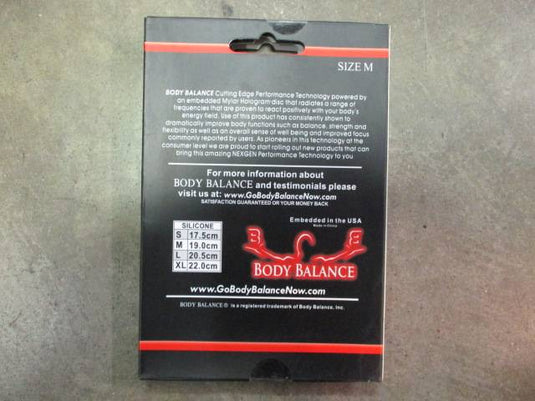 SIZE M
BODY BALANCE Cutting Edge Performance Technology powered by
an embedded Mylar Hologram disc that radiates a range of
frequencies that are proven to react positively with your body's
energy field. Use of this product has consistently shown to
dramatically improve body functions such as balance, strength and
flexibility as well as an overall sense of well being and improved focus
commonly reported by users. As pioneers in this technology at the
consumer level we are proud to start rolling out new products that can
bring this amazing NEXGEN Performance Technology to you
For more information about
BODY BALANCE and testimonials please
visit us at: www.GoBodyBalanceNow.com
SATISFACTION GUARANTEED OR YOUR MONEY BACK
SILICONE
S 17.5cm
M 19.0cm
L 20.5cm
XL 22.0cm
Embedded in the USA
Made in China
BODY BALANCE
www.GoBodyBalanceNow.com
BODY BALANCE® is a registered trademark of Body Balance, Inc.